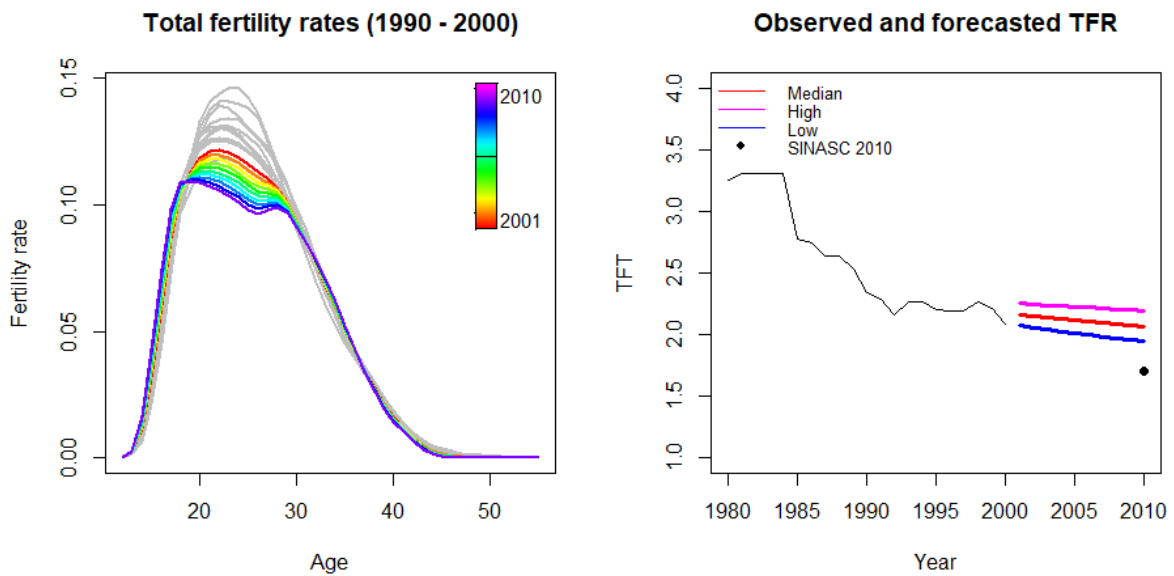 Total fertility rates (1990 - 2000)
Fertility rate
0.15
0.10
0.05
0.00
2010
2001
20
30
40
50
Age
Observed and forecasted TFR
TFT
4.0
3.5
3.0
2.5
2.0
1.5
1.0
Median
High
Low
SINASC 2010
1980
1985
1990
1995
2000
2005
2010
Year